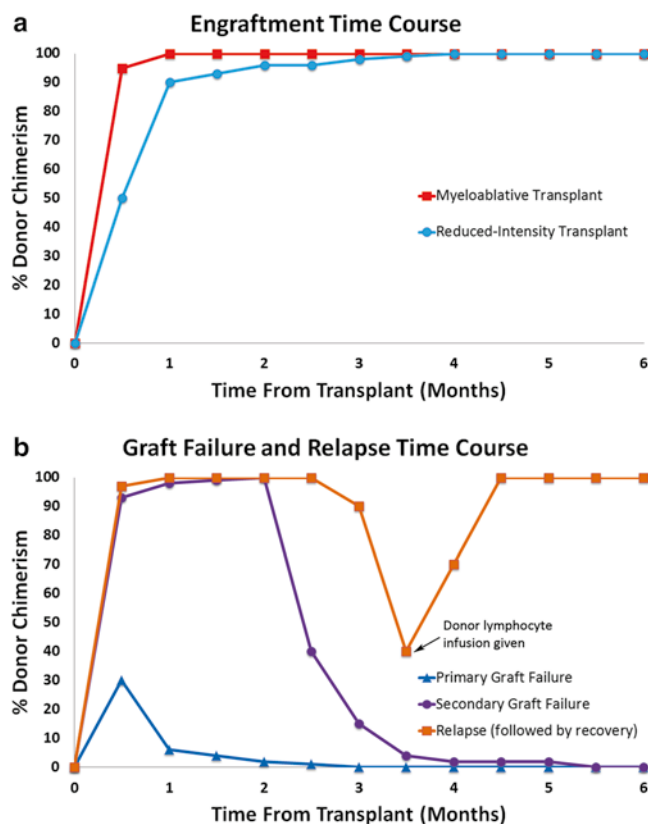 a
Engraftment Time Course
100
90
80
70
60
50
40
30
20
10
0
% Donor Chimerism
Myeloablative Transplant
Reduced-Intensity Transplant
0 1 2 3 4 5 6
Time From Transplant (Months)
b
Graft Failure and Relapse Time Course
100
90
80
70
60
50
40
30
20
10
0
% Donor Chimerism
Donor lymphocyte
infusion given
Primary Graft Failure
Secondary Graft Failure
Relapse (followed by recovery)
0 1 2 3 4 5 6
Time From Transplant (Months)